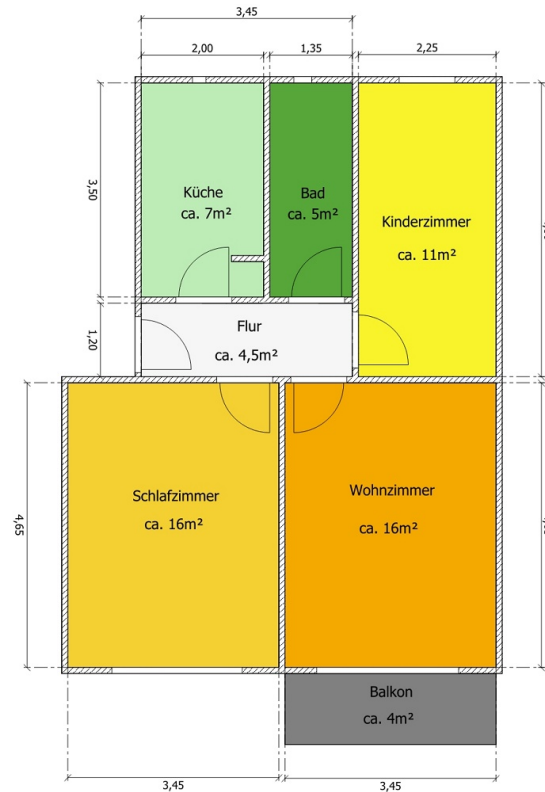 3,45
2,00
1,35
2,25
3,50
Küche
ca. 7m²
Bad
ca. 5m²
Kinderzimmer
ca. 11m²
1,20
Flur
ca. 4,5m²
4,65
Schlafzimmer
ca. 16m²
Wohnzimmer
ca. 16m²
Balkon
ca. 4m²
3,45
3,45